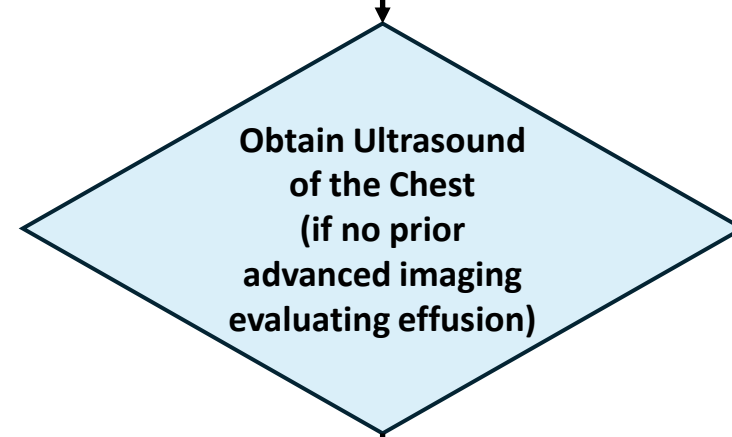 Obtain Ultrasound
of the Chest
(if no prior
advanced imaging
evaluating effusion)